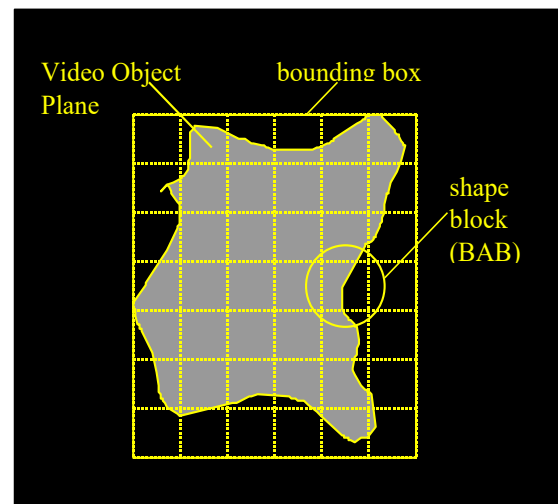 Video Object
Plane
bounding box
shape
block
(BAB)